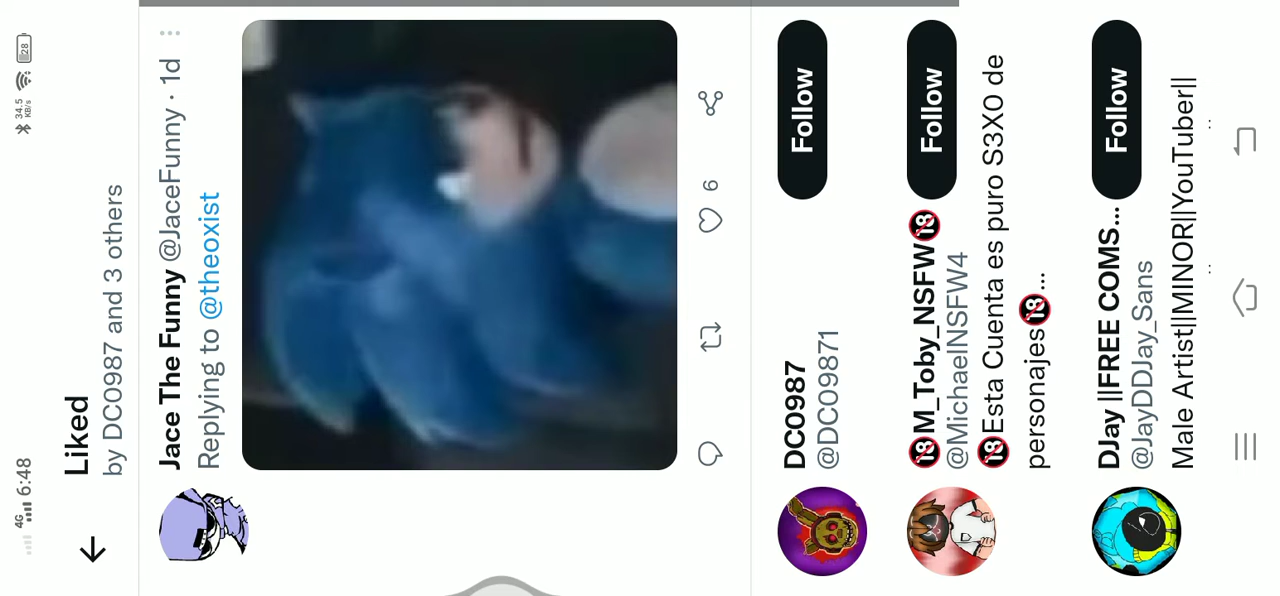 4G 6:48 34.5 KB/s 28
Liked
by DC0987 and 3 others
Jace The Funny @JaceFunny · 1d
Replying to @theoxist
6
DC0987 Follow
@DC09871
🔞M_Toby_NSFW🔞 Follow
@MichaelNSFW4
🔞Esta Cuenta es puro S3X0 de
personajes🔞...
DJay ||FREE COMS... Follow
@JayDDJay_Sans
Male Artist||MINOR||YouTuber||